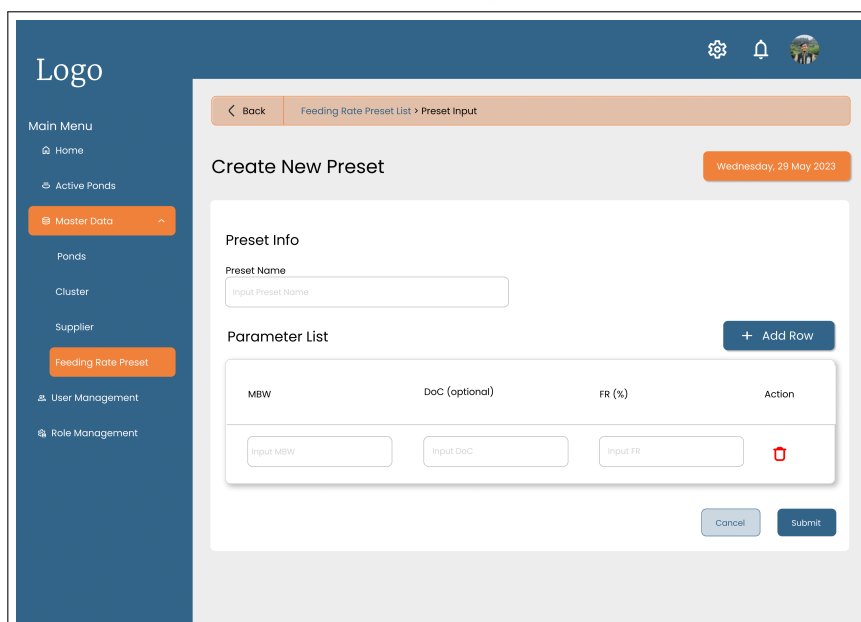 Logo
Main Menu
Home
Active Ponds
Master Data
Ponds
Cluster
Supplier
Feeding Rate Preset
User Management
Role Management
Back
Feeding Rate Preset List > Preset Input
Create New Preset
Wednesday, 29 May 2023
Preset Info
Preset Name
Input Preset Name
Parameter List
+ Add Row
MBW DoC (optional) FR (%) Action
Input MBW Input DoC Input FR
Cancel Submit